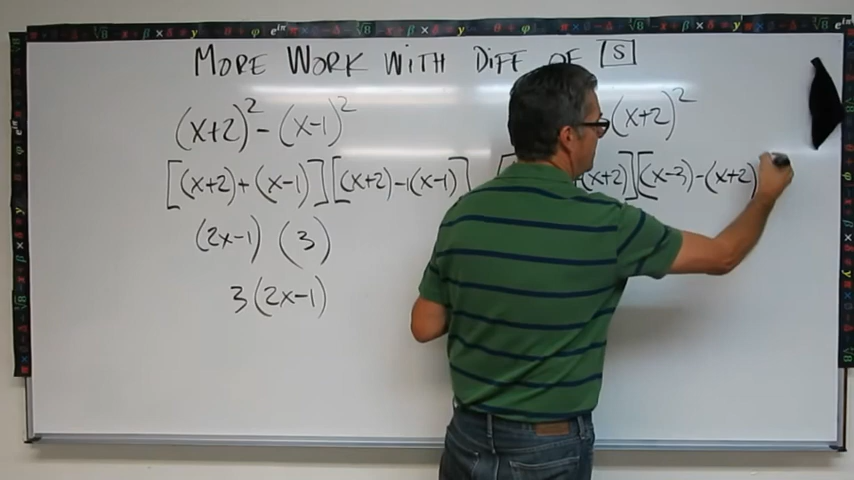 MORE WORK WITH DIFF OF S
(x+2)² - (x-1)²
[(x+2)+(x-1)][(x+2)-1(x-1)]
(2x-1) (3)
3(2x-1)
(x+2)²
[ +(x+2)][(x-3)-(x+2)